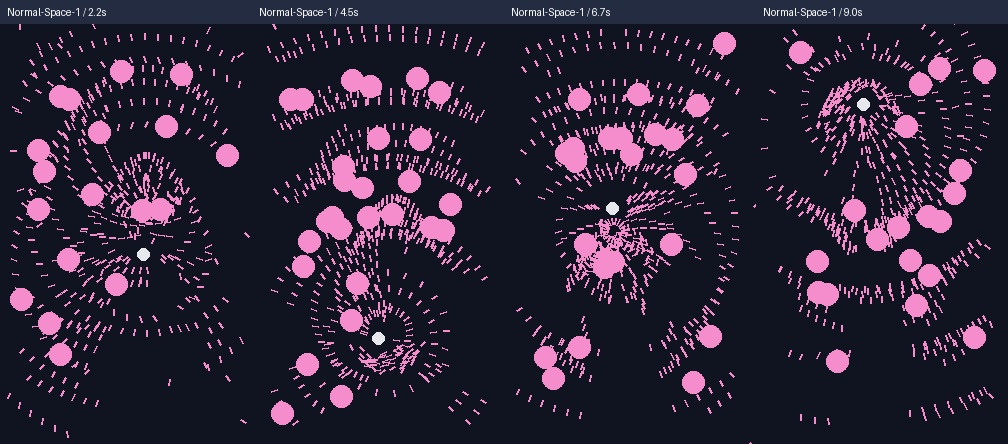 Normal-Space-1 / 2.2s
Normal-Space-1 / 4.5s
Normal-Space-1 / 6.7s
Normal-Space-1 / 9.0s